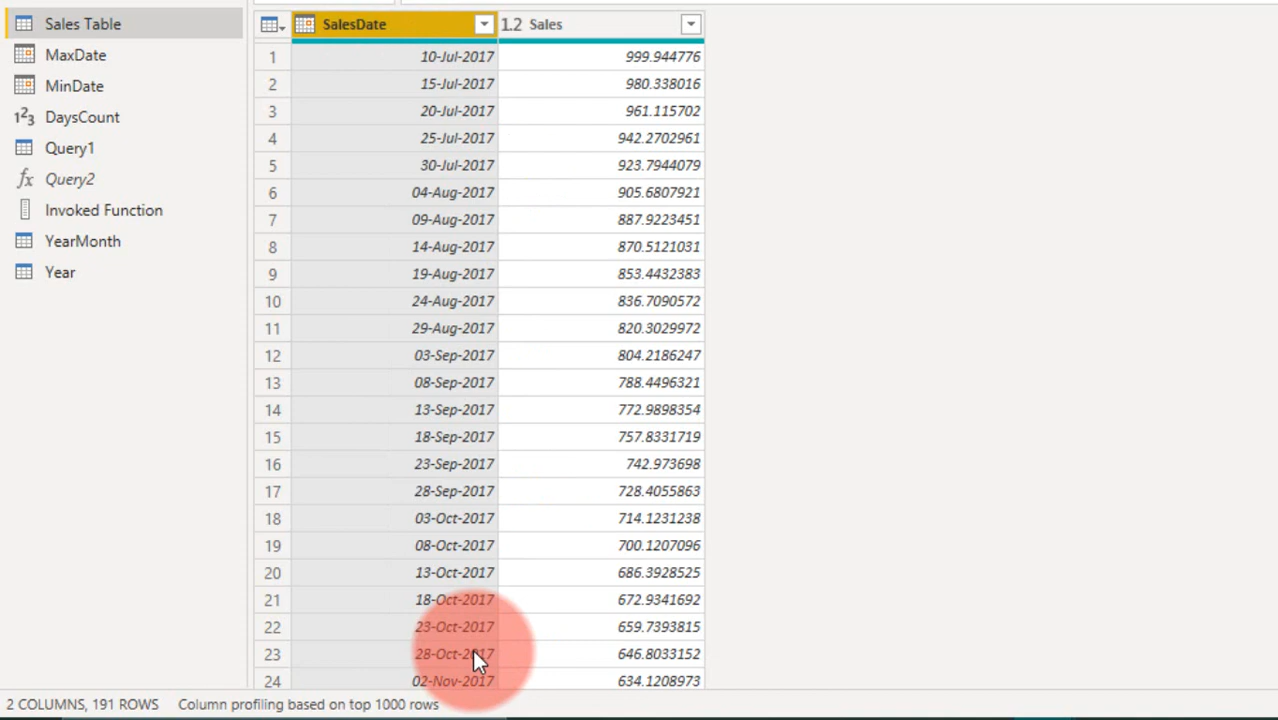 Sales Table
MaxDate
MinDate
1²3 DaysCount
Query1
fx Query2
Invoked Function
YearMonth
Year
SalesDate 1.2 Sales
1 10-Jul-2017 999.944776
2 15-Jul-2017 980.338016
3 20-Jul-2017 961.115702
4 25-Jul-2017 942.2702961
5 30-Jul-2017 923.7944079
6 04-Aug-2017 905.6807921
7 09-Aug-2017 887.9223451
8 14-Aug-2017 870.5121031
9 19-Aug-2017 853.4432383
10 24-Aug-2017 836.7090572
11 29-Aug-2017 820.3029972
12 03-Sep-2017 804.2186247
13 08-Sep-2017 788.4496321
14 13-Sep-2017 772.9898354
15 18-Sep-2017 757.8331719
16 23-Sep-2017 742.973698
17 28-Sep-2017 728.4055863
18 03-Oct-2017 714.1231238
19 08-Oct-2017 700.1207096
20 13-Oct-2017 686.3928525
21 18-Oct-2017 672.9341692
22 23-Oct-2017 659.7393815
23 28-Oct-2017 646.8033152
24 02-Nov-2017 634.1208973
2 COLUMNS, 191 ROWS Column profiling based on top 1000 rows